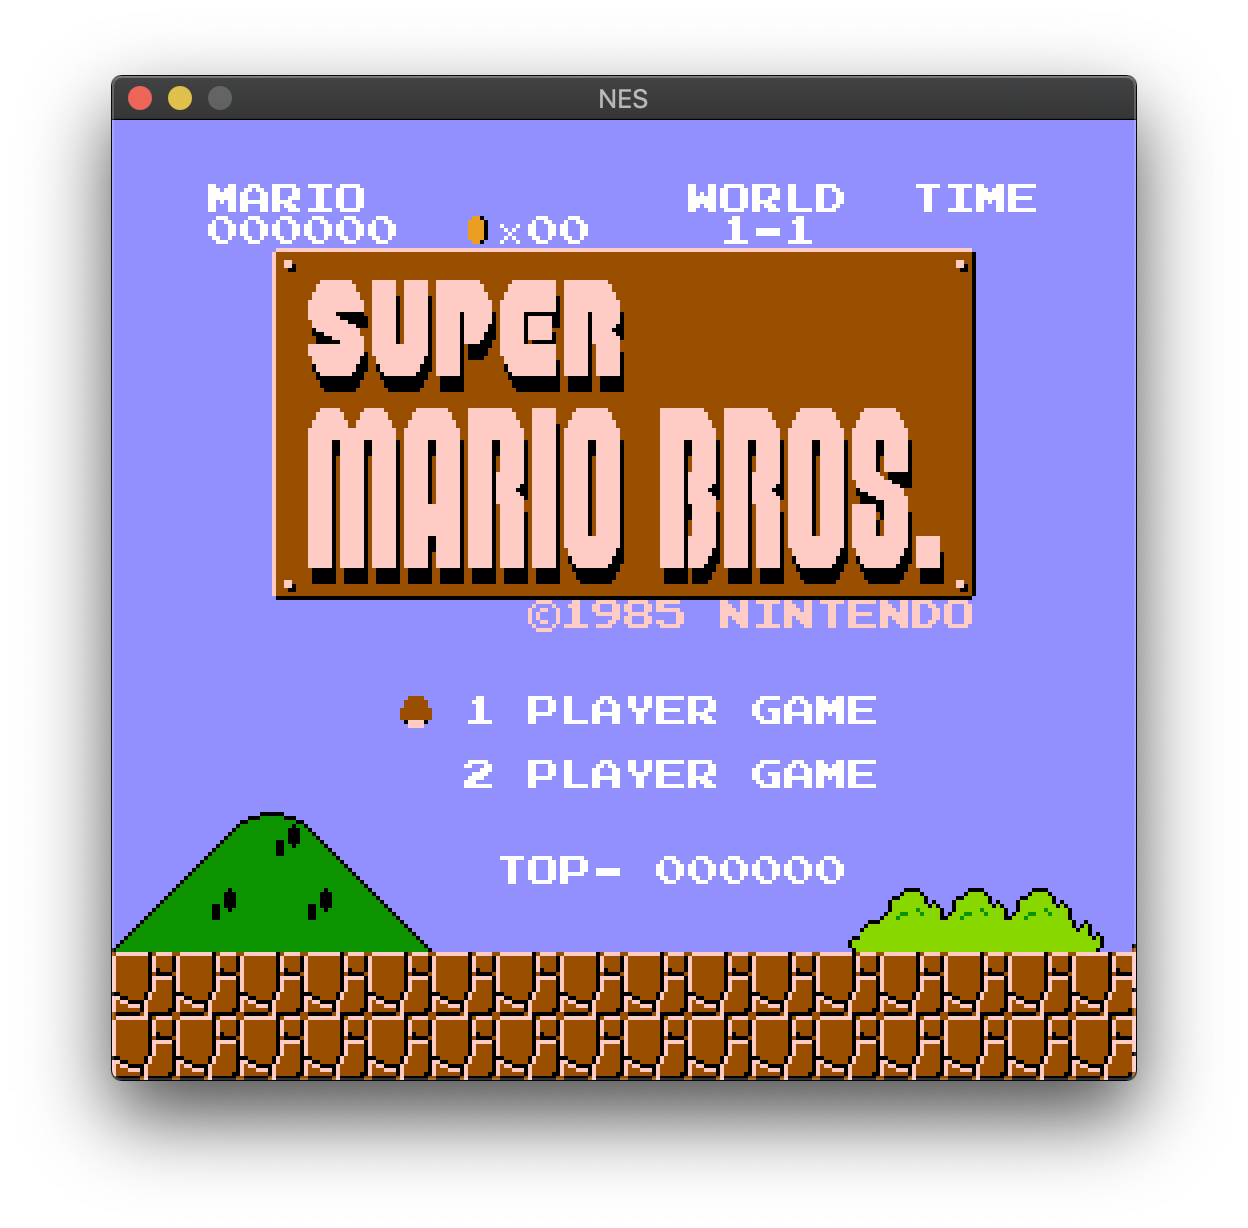 NES
MARIO WORLD TIME
000000 x00 1-1
SUPER
MARIO BROS.
©1985 NINTENDO
1 PLAYER GAME
2 PLAYER GAME
TOP- 000000